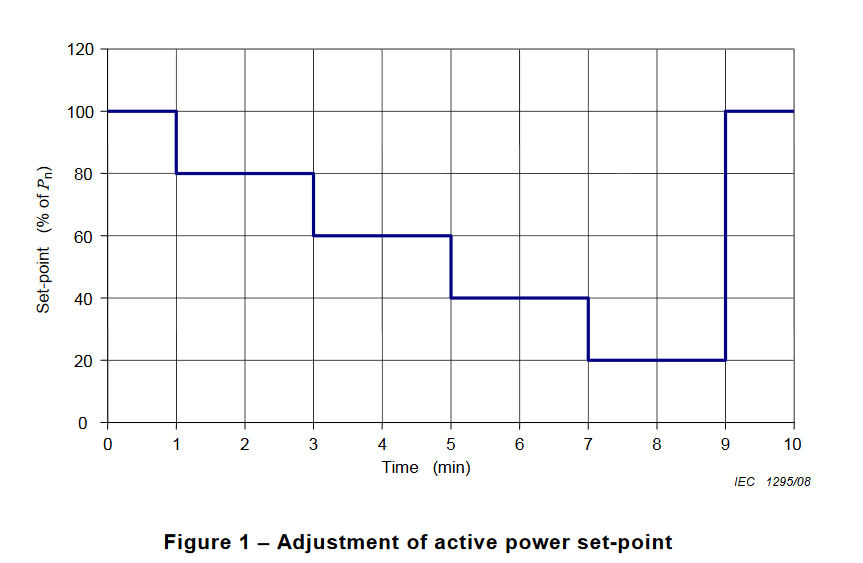 120
100
80
60
40
20
0
Set-point (% of Pn)
0 1 2 3 4 5 6 7 8 9 10
Time (min)
IEC 1295/08
Figure 1 – Adjustment of active power set-point